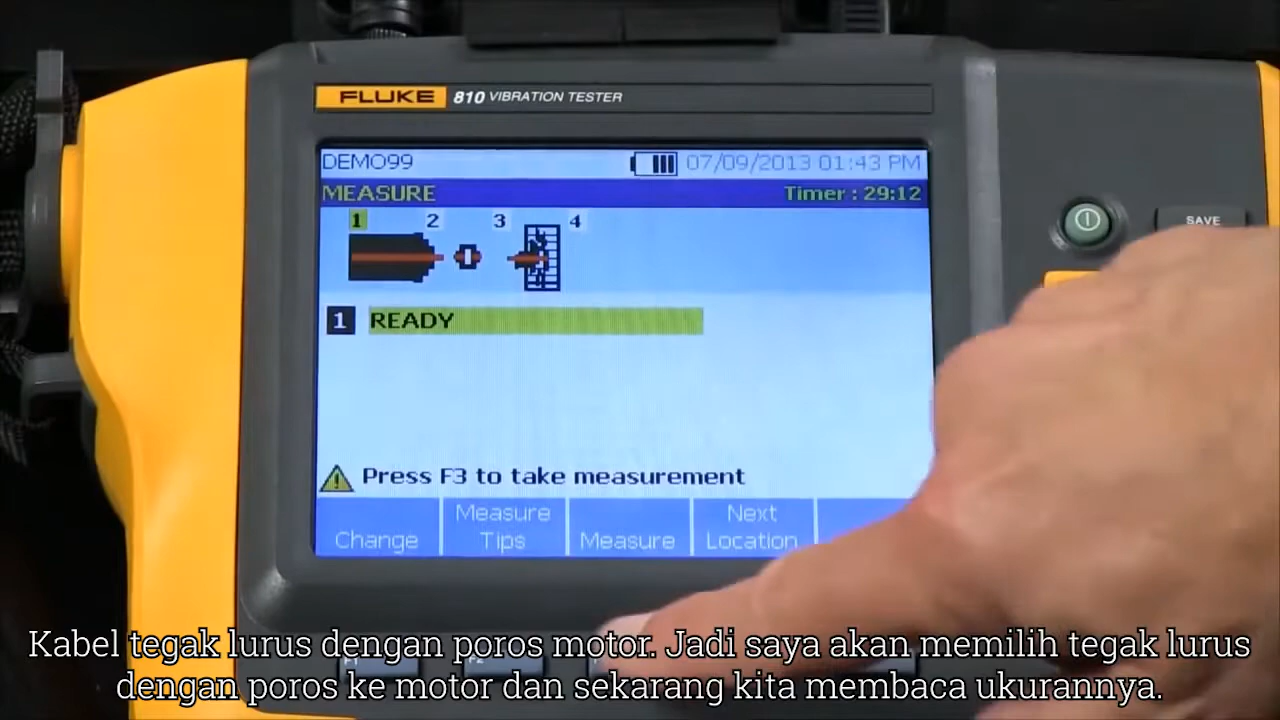 FLUKE 810 VIBRATION TESTER
DEMO99 07/09/2013 01:43 PM
MEASURE Timer : 29:12
1 2 3 4
SAVE
1 READY
Press F3 to take measurement
Change Measure Tips Measure Next Location
Kabel tegak lurus dengan poros motor. Jadi saya akan memilih tegak lurus
dengan poros ke motor dan sekarang kita membaca ukurannya.